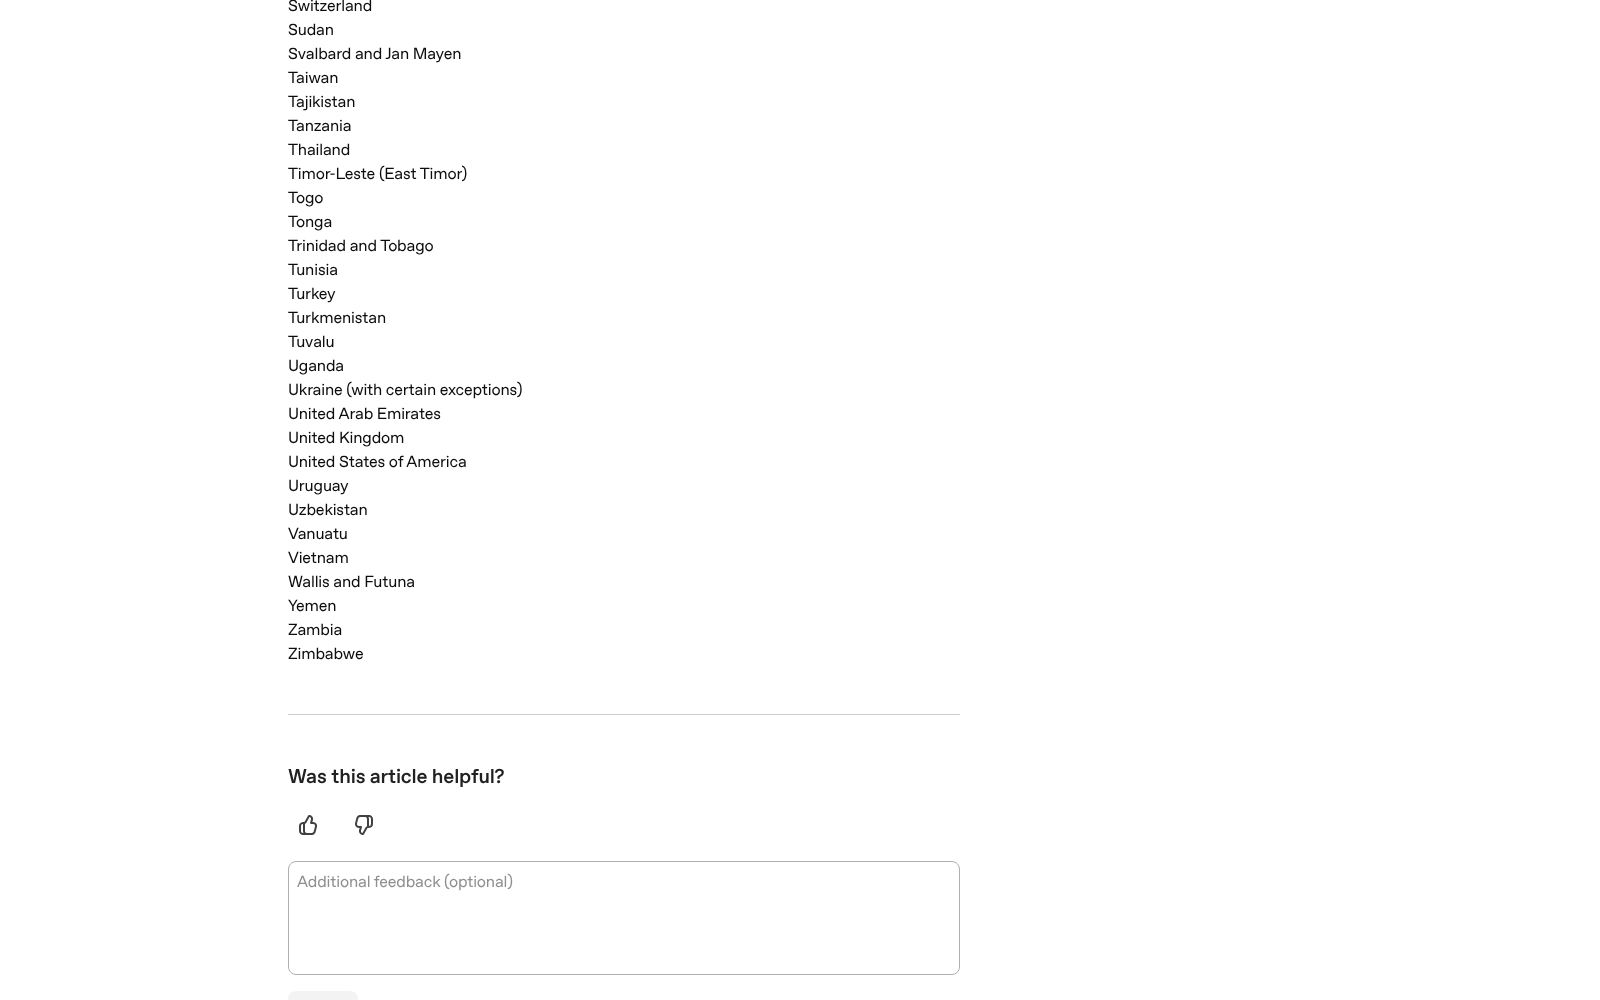 Switzerland
Sudan
Svalbard and Jan Mayen
Taiwan
Tajikistan
Tanzania
Thailand
Timor-Leste (East Timor)
Togo
Tonga
Trinidad and Tobago
Tunisia
Turkey
Turkmenistan
Tuvalu
Uganda
Ukraine (with certain exceptions)
United Arab Emirates
United Kingdom
United States of America
Uruguay
Uzbekistan
Vanuatu
Vietnam
Wallis and Futuna
Yemen
Zambia
Zimbabwe
Was this article helpful?
Additional feedback (optional)